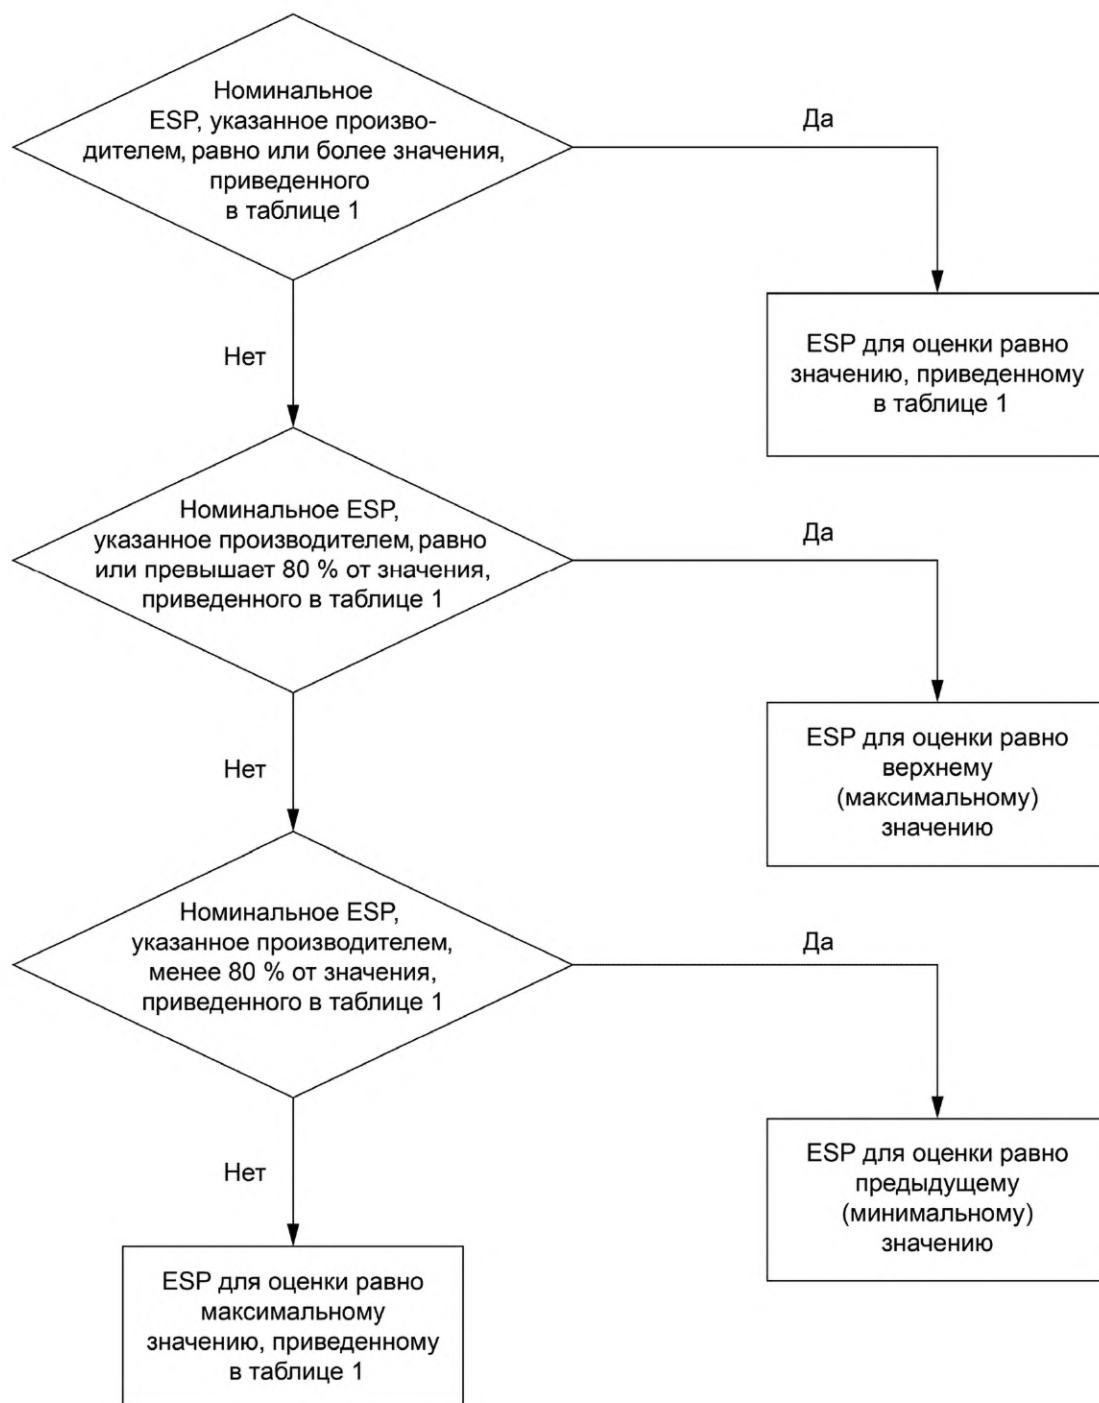 Номинальное
ESP, указанное произво-
дителем, равно или более значения,
приведенного
в таблице 1
Да
ESP для оценки равно
значению, приведенному
в таблице 1
Нет
Номинальное ESP,
указанное производителем, равно
или превышает 80 % от значения,
приведенного в таблице 1
Да
ESP для оценки равно
верхнему
(максимальному)
значению
Нет
Номинальное ESP,
указанное производителем,
менее 80 % от значения,
приведенного в таблице 1
Да
ESP для оценки равно
предыдущему
(минимальному)
значению
Нет
ESP для оценки равно
максимальному
значению, приведенному
в таблице 1